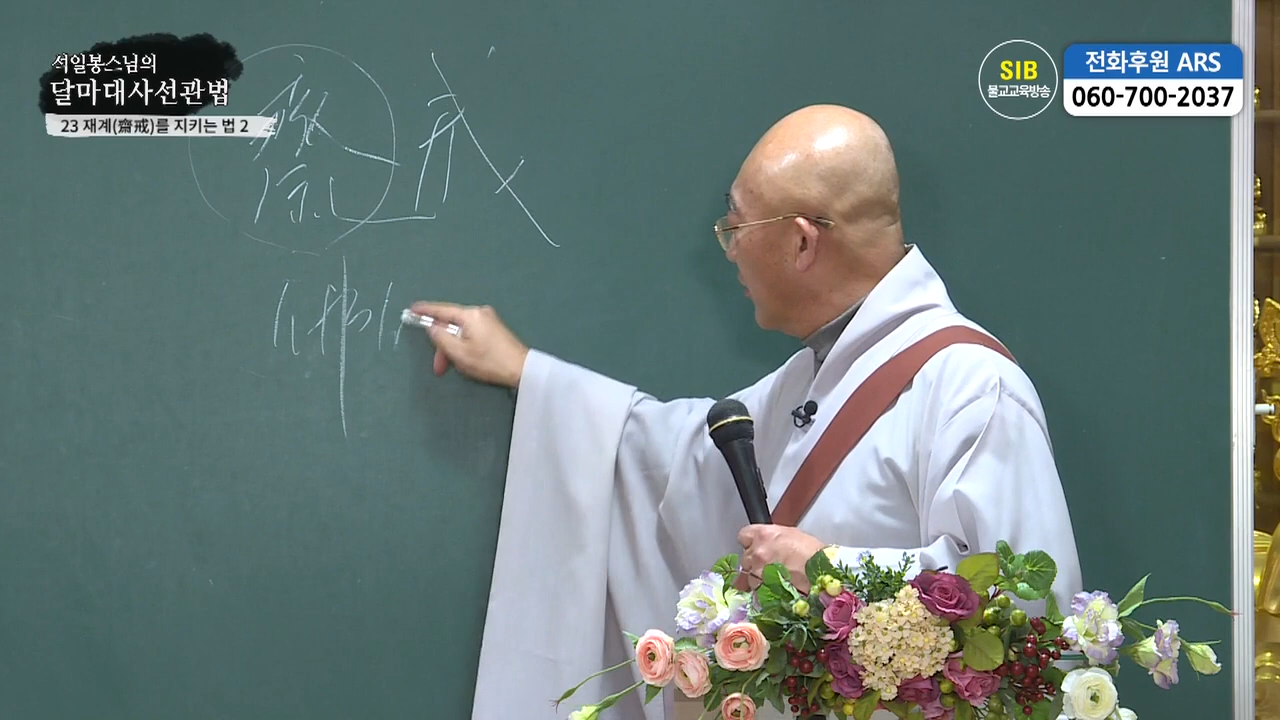 석일봉스님의
달마대사선관법
23 재계(齋戒)를 지키는 법 2
SIB
불교교육방송
전화후원 ARS
060-700-2037
齋 戒